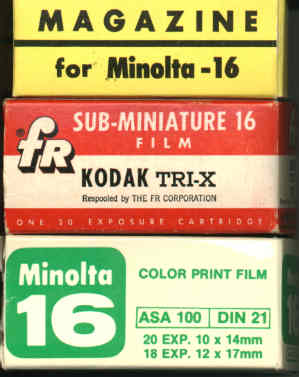 MAGAZINE
for Minolta-16
fR
SUB-MINIATURE 16
FILM
KODAK TRI-X
Respooled by THE FR CORPORATION
ONE 20 EXPOSURE CARTRIDGE
Minolta
16
COLOR PRINT FILM
ASA 100 DIN 21
20 EXP. 10 x 14mm
18 EXP. 12 x 17mm